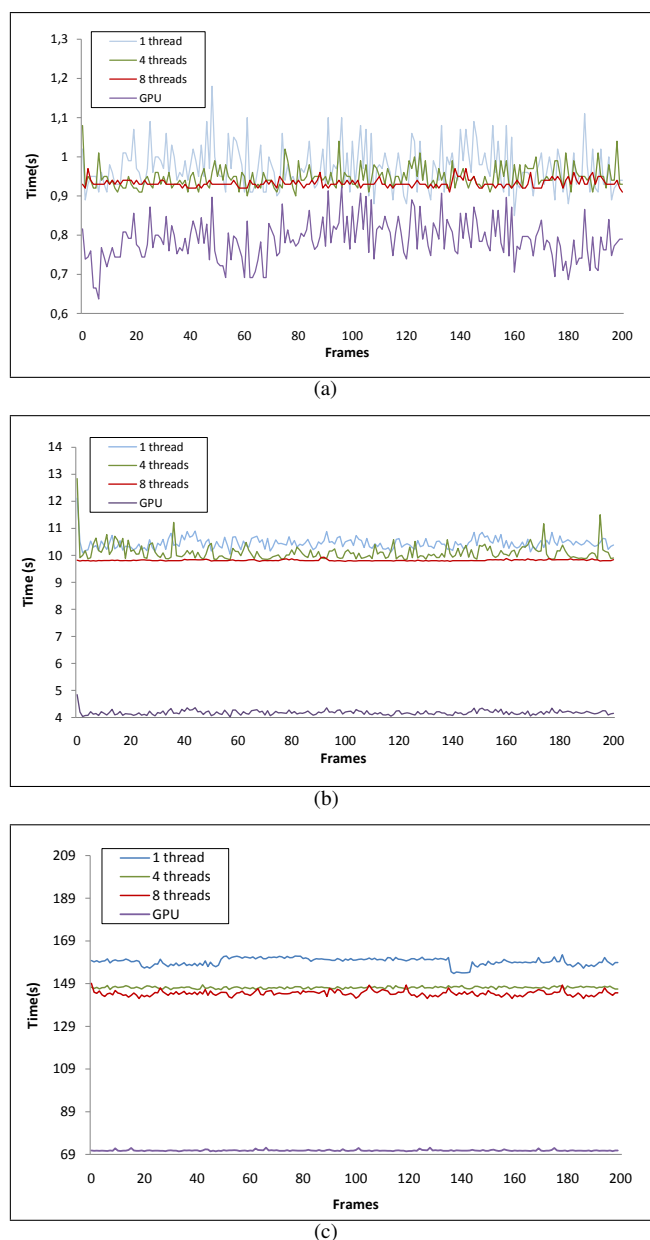 1,3
1,2
1,1
1
0,9
0,8
0,7
0,6
Time(s)
1 thread
4 threads
8 threads
GPU
0 20 40 60 80 100 120 140 160 180 200
Frames
(a)
14
13
12
11
10
9
8
7
6
5
4
Time (s)
1 thread
4 threads
8 threads
GPU
0 20 40 60 80 100 120 140 160 180 200
Frames
(b)
209
189
169
149
129
109
89
69
Time(s)
1 thread
4 threads
8 threads
GPU
0 20 40 60 80 100 120 140 160 180 200
Frames
(c)